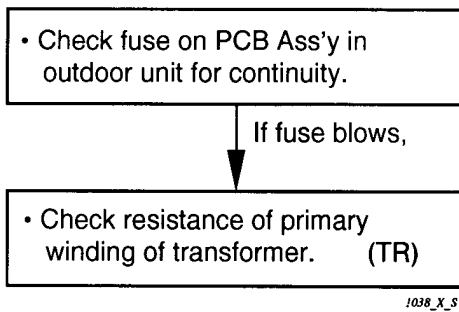 • Check fuse on PCB Ass'y in
outdoor unit for continuity.
If fuse blows,
• Check resistance of primary
winding of transformer. (TR)
1038_X_S